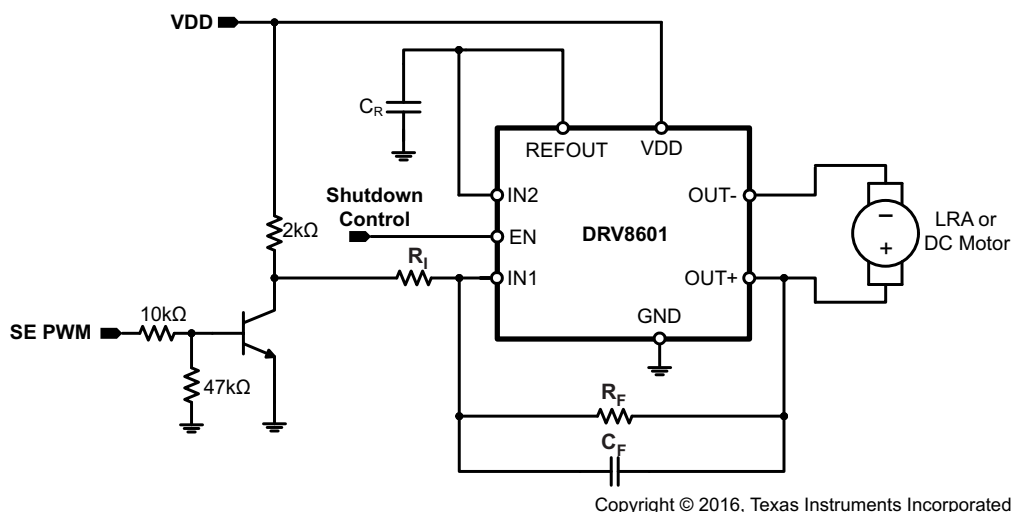 VDD
C_R
REFOUT
VDD
IN2
OUT-
Shutdown
Control
EN
DRV8601
LRA or
DC Motor
−
+
2kΩ
R_I
IN1
OUT+
GND
SE PWM
10kΩ
47kΩ
R_F
C_F
Copyright © 2016, Texas Instruments Incorporated